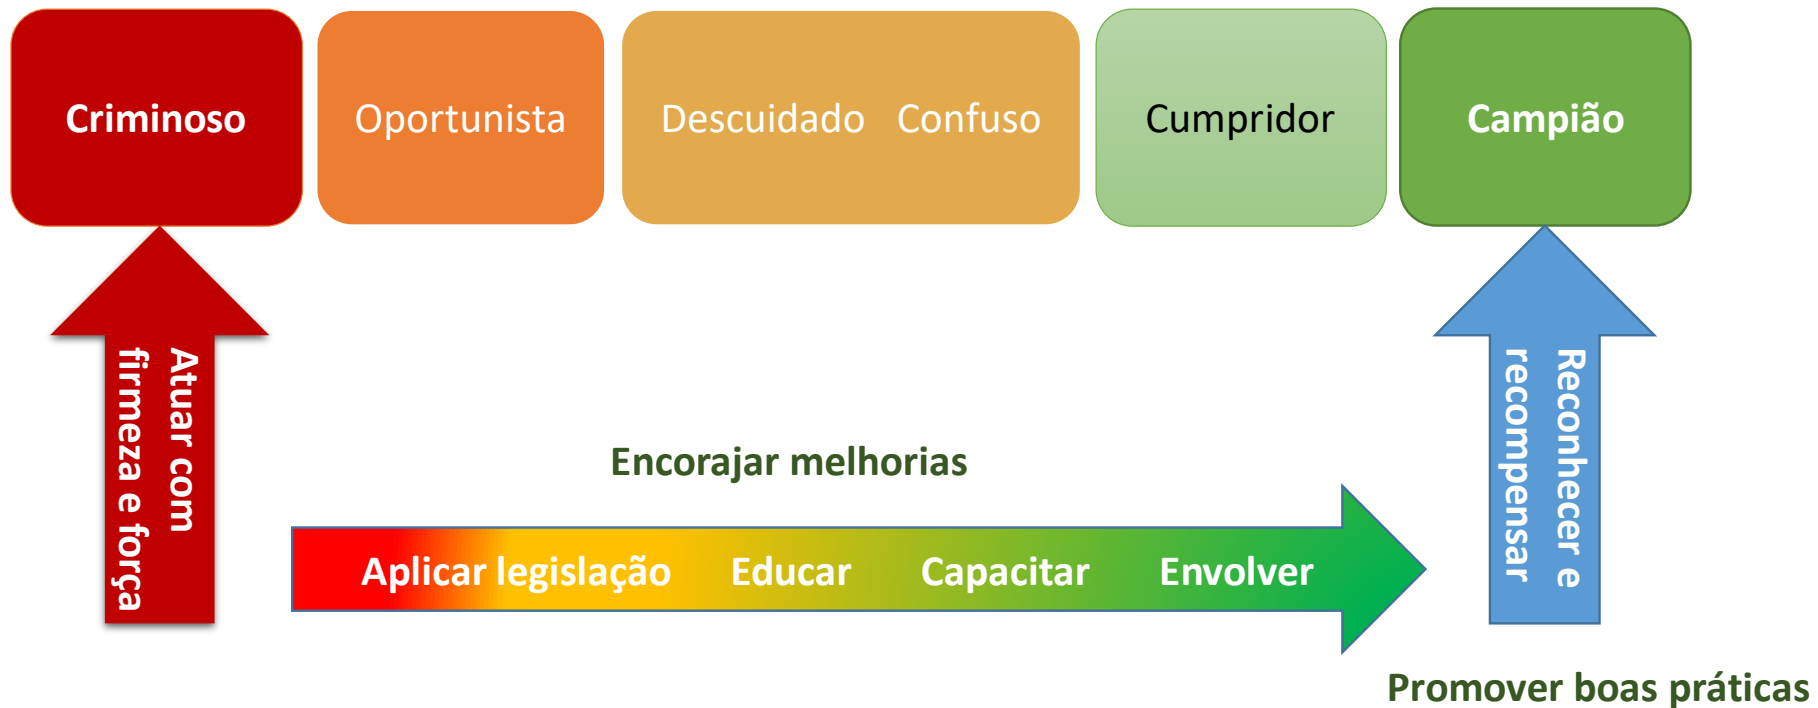 Criminoso
Oportunista
Descuidado Confuso
Cumpridor
Campião
Atuar com
firmeza e força
Encorajar melhorias
Aplicar legislação Educar Capacitar Envolver
Reconhecer e
recompensar
Promover boas práticas